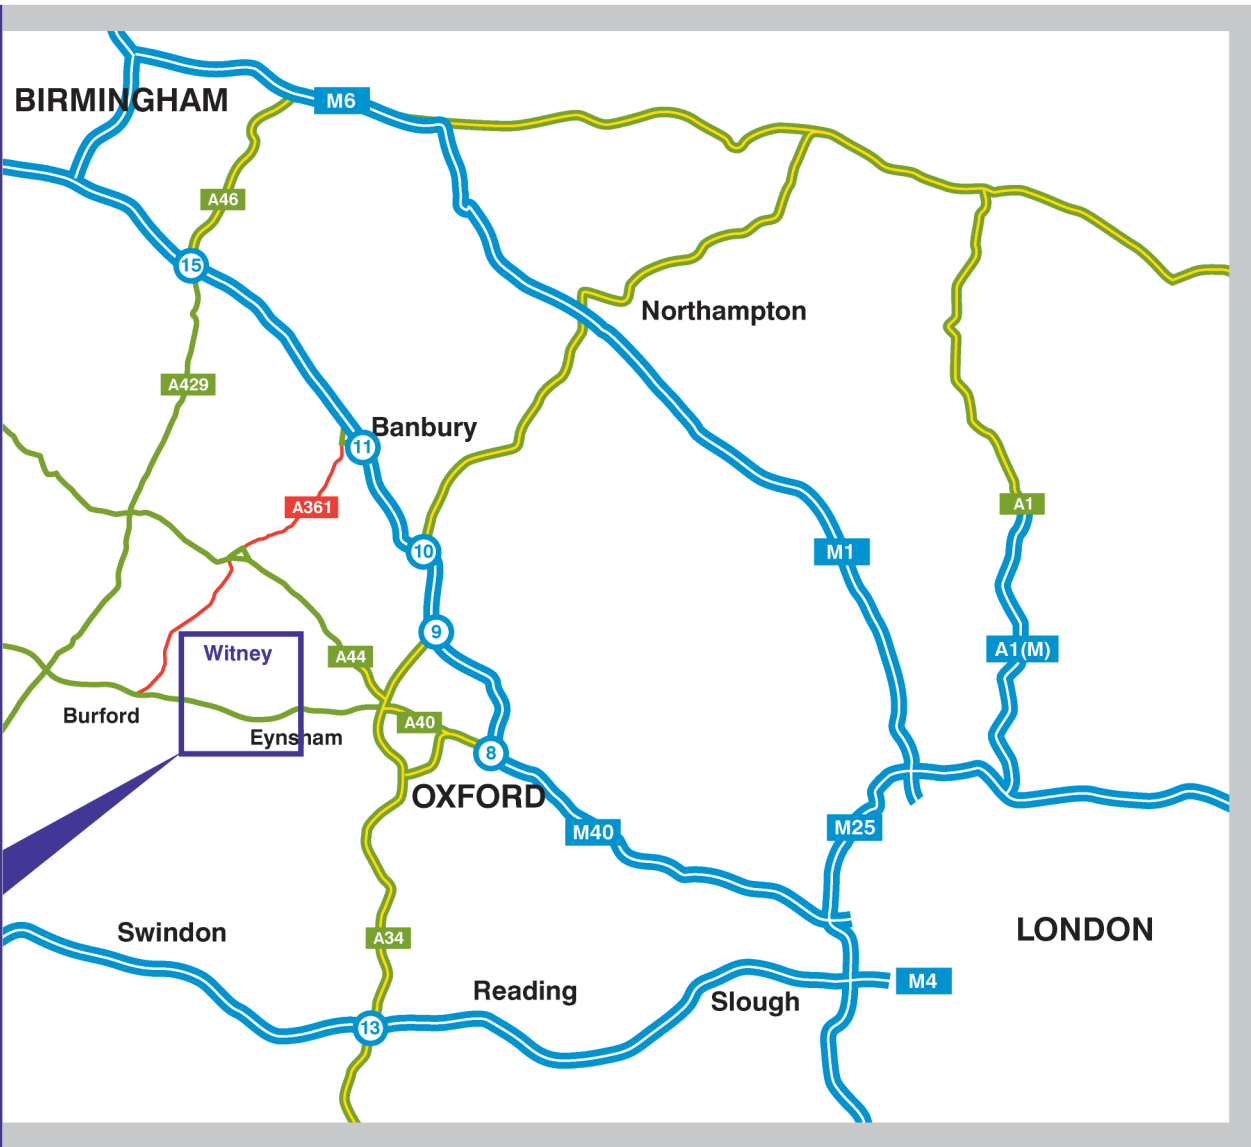 BIRMINGHAM
M6
A46
15
Northampton
A429
Banbury
11
A361
A1
10
M1
9
A1(M)
Witney
A44
Burford
A40
Eynsham
8
OXFORD
M40
M25
Swindon
A34
LONDON
M4
Reading
Slough
13